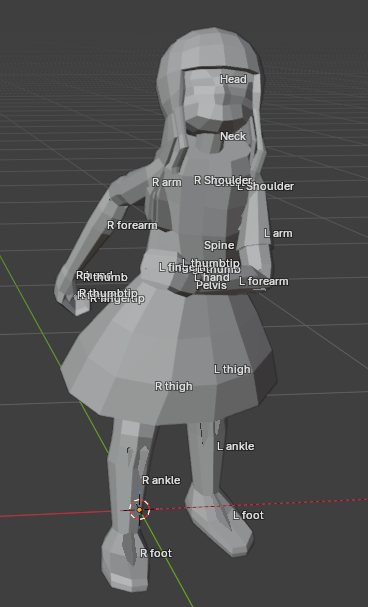 Head
Neck
R arm
R Shoulder
L Shoulder
R forearm
L arm
Spine
L thumbtip
L hand
R thumb
L forearm
Pelvis
R thumbtip
R fingertip
L thigh
R thigh
L ankle
R ankle
L foot
R foot